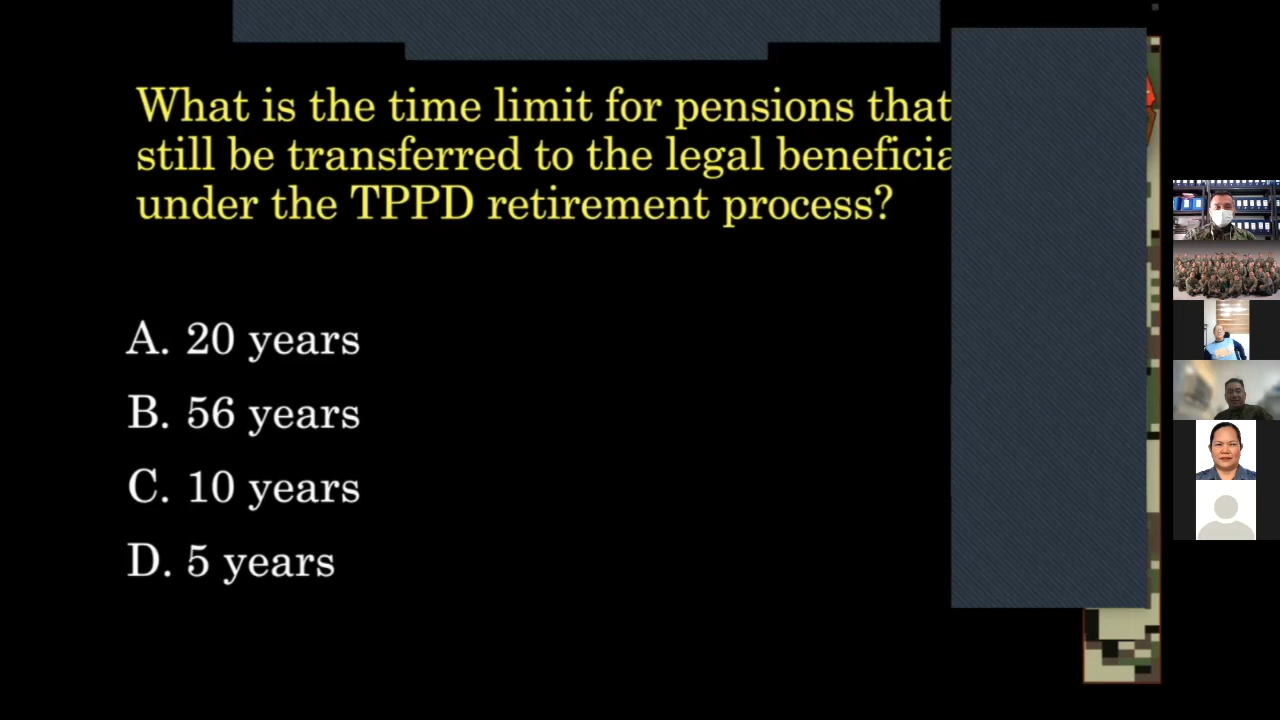 What is the time limit for pensions that
still be transferred to the legal
under the TPPD retirement process?
A. 20 years
B. 56 years
C. 10 years
D. 5 years